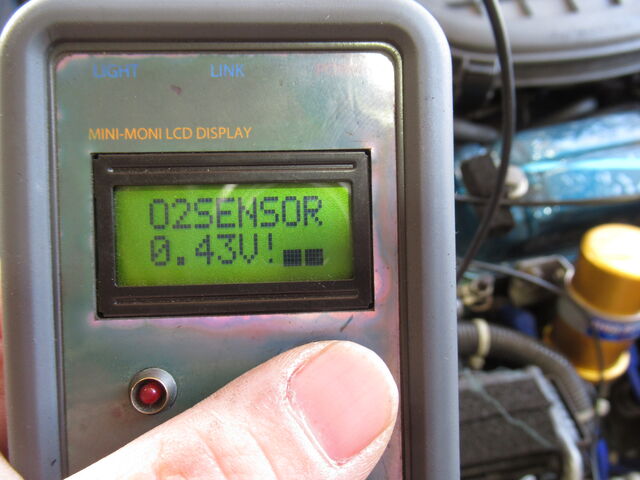 LIGHT LINK
MINI-MONI LCD DISPLAY
O2SENSOR
0.43V!